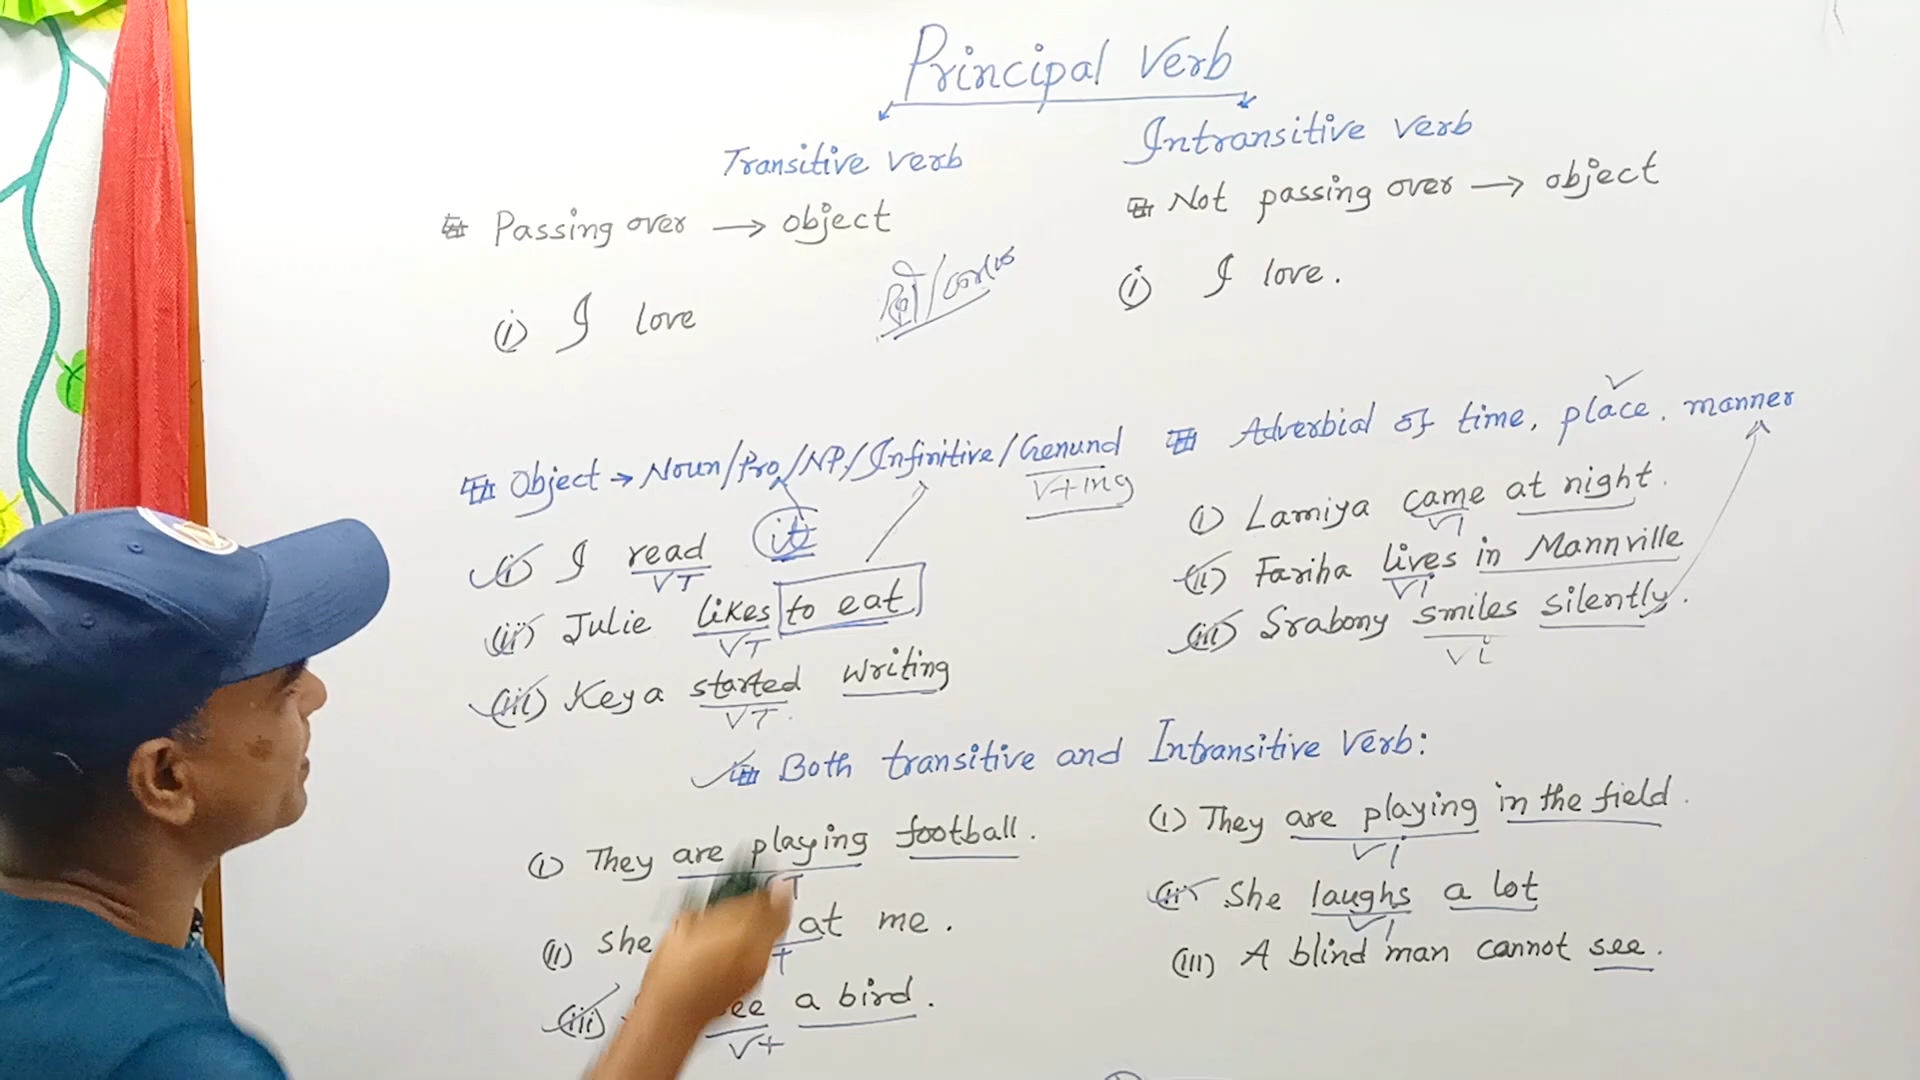 Principal Verb
Transitive verb
Passing over → object
(i) I love
Object → Noun/Pro/NP/Infinitive/Gerund
V+ing
(i) I read it
VT
(ii) Julie likes to eat
VT
(iii) Keya started writing
VT
Intransitive verb
Not passing over → object
(i) I love.
Adverbial of time, place, manner
(i) Lamiya came at night.
Vi
(ii) Fariha lives in Mannville
Vi
(iii) Srabony smiles silently.
Vi
Both transitive and Intransitive Verb:
(i) They are playing football.
(ii) She at me.
(iii) a bird.
Vt
(i) They are playing in the field.
Vi
(ii) She laughs a lot
Vi
(iii) A blind man cannot see.